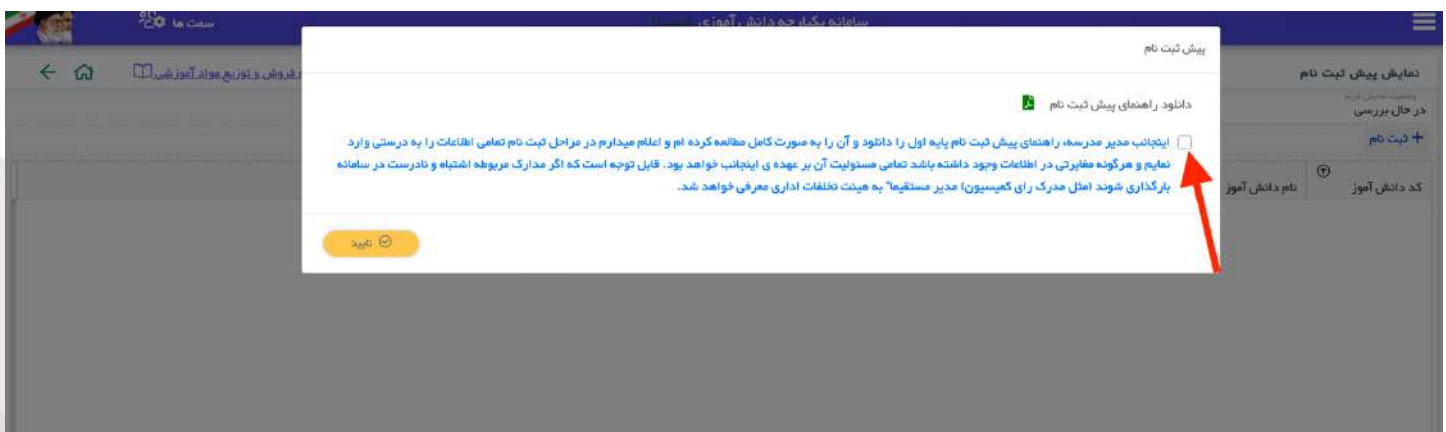 سامانه یکپارچه دانش آموزی
سمت ها
پیش ثبت نام
نمایش پیش ثبت نام
فروش و توزیع مواد آموزشی
دانلود راهنمای پیش ثبت نام
در حال بررسی
+ ثبت نام
اینجانب مدیر مدرسه، راهنمای پیش ثبت نام پایه اول را دانلود و آن را به صورت کامل مطالعه کرده ام و اعلام میدارم در مراحل ثبت نام تمامی اطلاعات را به درستی وارد
نمایم و هرگونه مغایرتی در اطلاعات وجود داشته باشد تمامی مسئولیت آن بر عهده ی اینجانب خواهد بود. قابل توجه است که اگر مدارک مربوطه اشتباه و نادرست در سامانه
بارگذاری شوند (مثل مدرک رای کمیسیون) مدیر مستقیما" به هیئت تخلفات اداری معرفی خواهد شد.
کد دانش آموز
نام دانش آموز
تایید